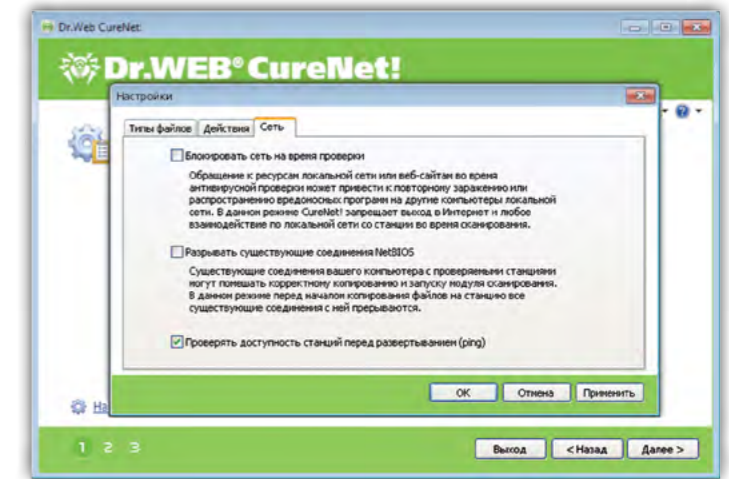 Dr.Web CureNet!
Dr.WEB® CureNet!
Настройки
Типы файлов Действия Сеть
Блокировать сеть на время проверки
Обращение к ресурсам локальной сети или веб-сайтам во время
антивирусной проверки может привести к повторному заражению или
распространению вредоносных программ на другие компьютеры локальной
сети. В данном режиме CureNet! запрещает выход в Интернет и любое
взаимодействие по локальной сети со станции во время сканирования.
Разрывать существующие соединения NetBIOS
Существующие соединения вашего компьютера с проверяемыми станциями
могут помешать корректному копированию и запуску модуля сканирования.
В данном режиме перед началом копирования файлов на станцию все
существующие соединения с ней прерываются.
Проверять доступность станций перед развертыванием (ping)
OK Отмена Применить
На
1 2 3
Выход < Назад Далее >